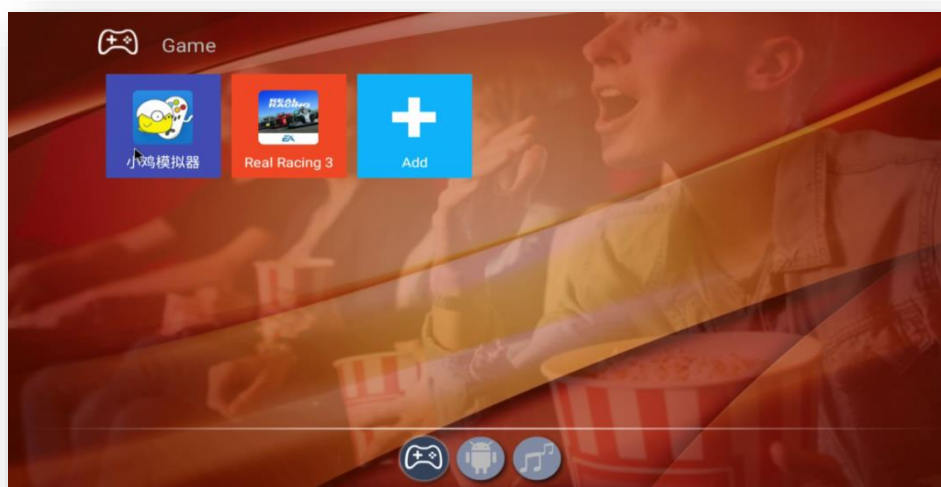 Game
小鸡模拟器
REAL RACING
EA
Real Racing 3
Add